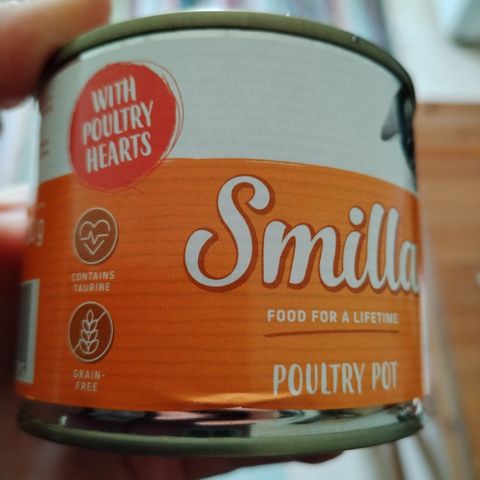 WITH
POULTRY
HEARTS
Smilla
FOOD FOR A LIFETIME
POULTRY POT
CONTAINS
TAURINE
GRAIN-
FREE